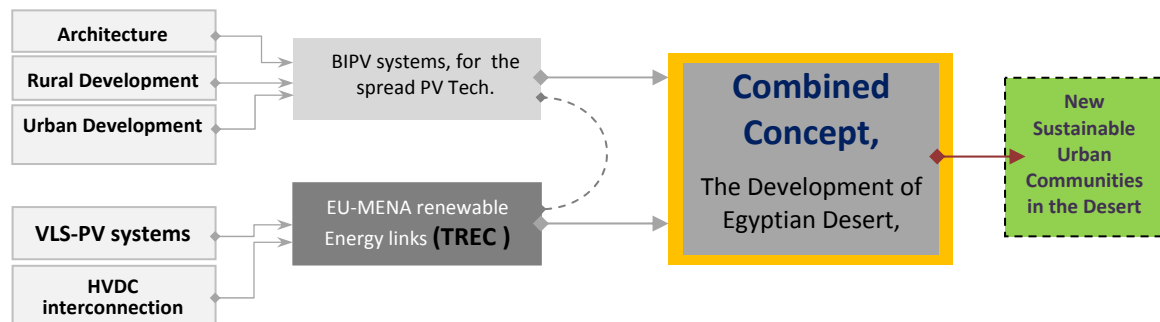 Architecture
Rural Development
Urban Development
BIPV systems, for the
spread PV Tech.
VLS-PV systems
HVDC
interconnection
EU-MENA renewable
Energy links (TREC )
Combined
Concept,
The Development of
Egyptian Desert,
New
Sustainable
Urban
Communities
in the Desert